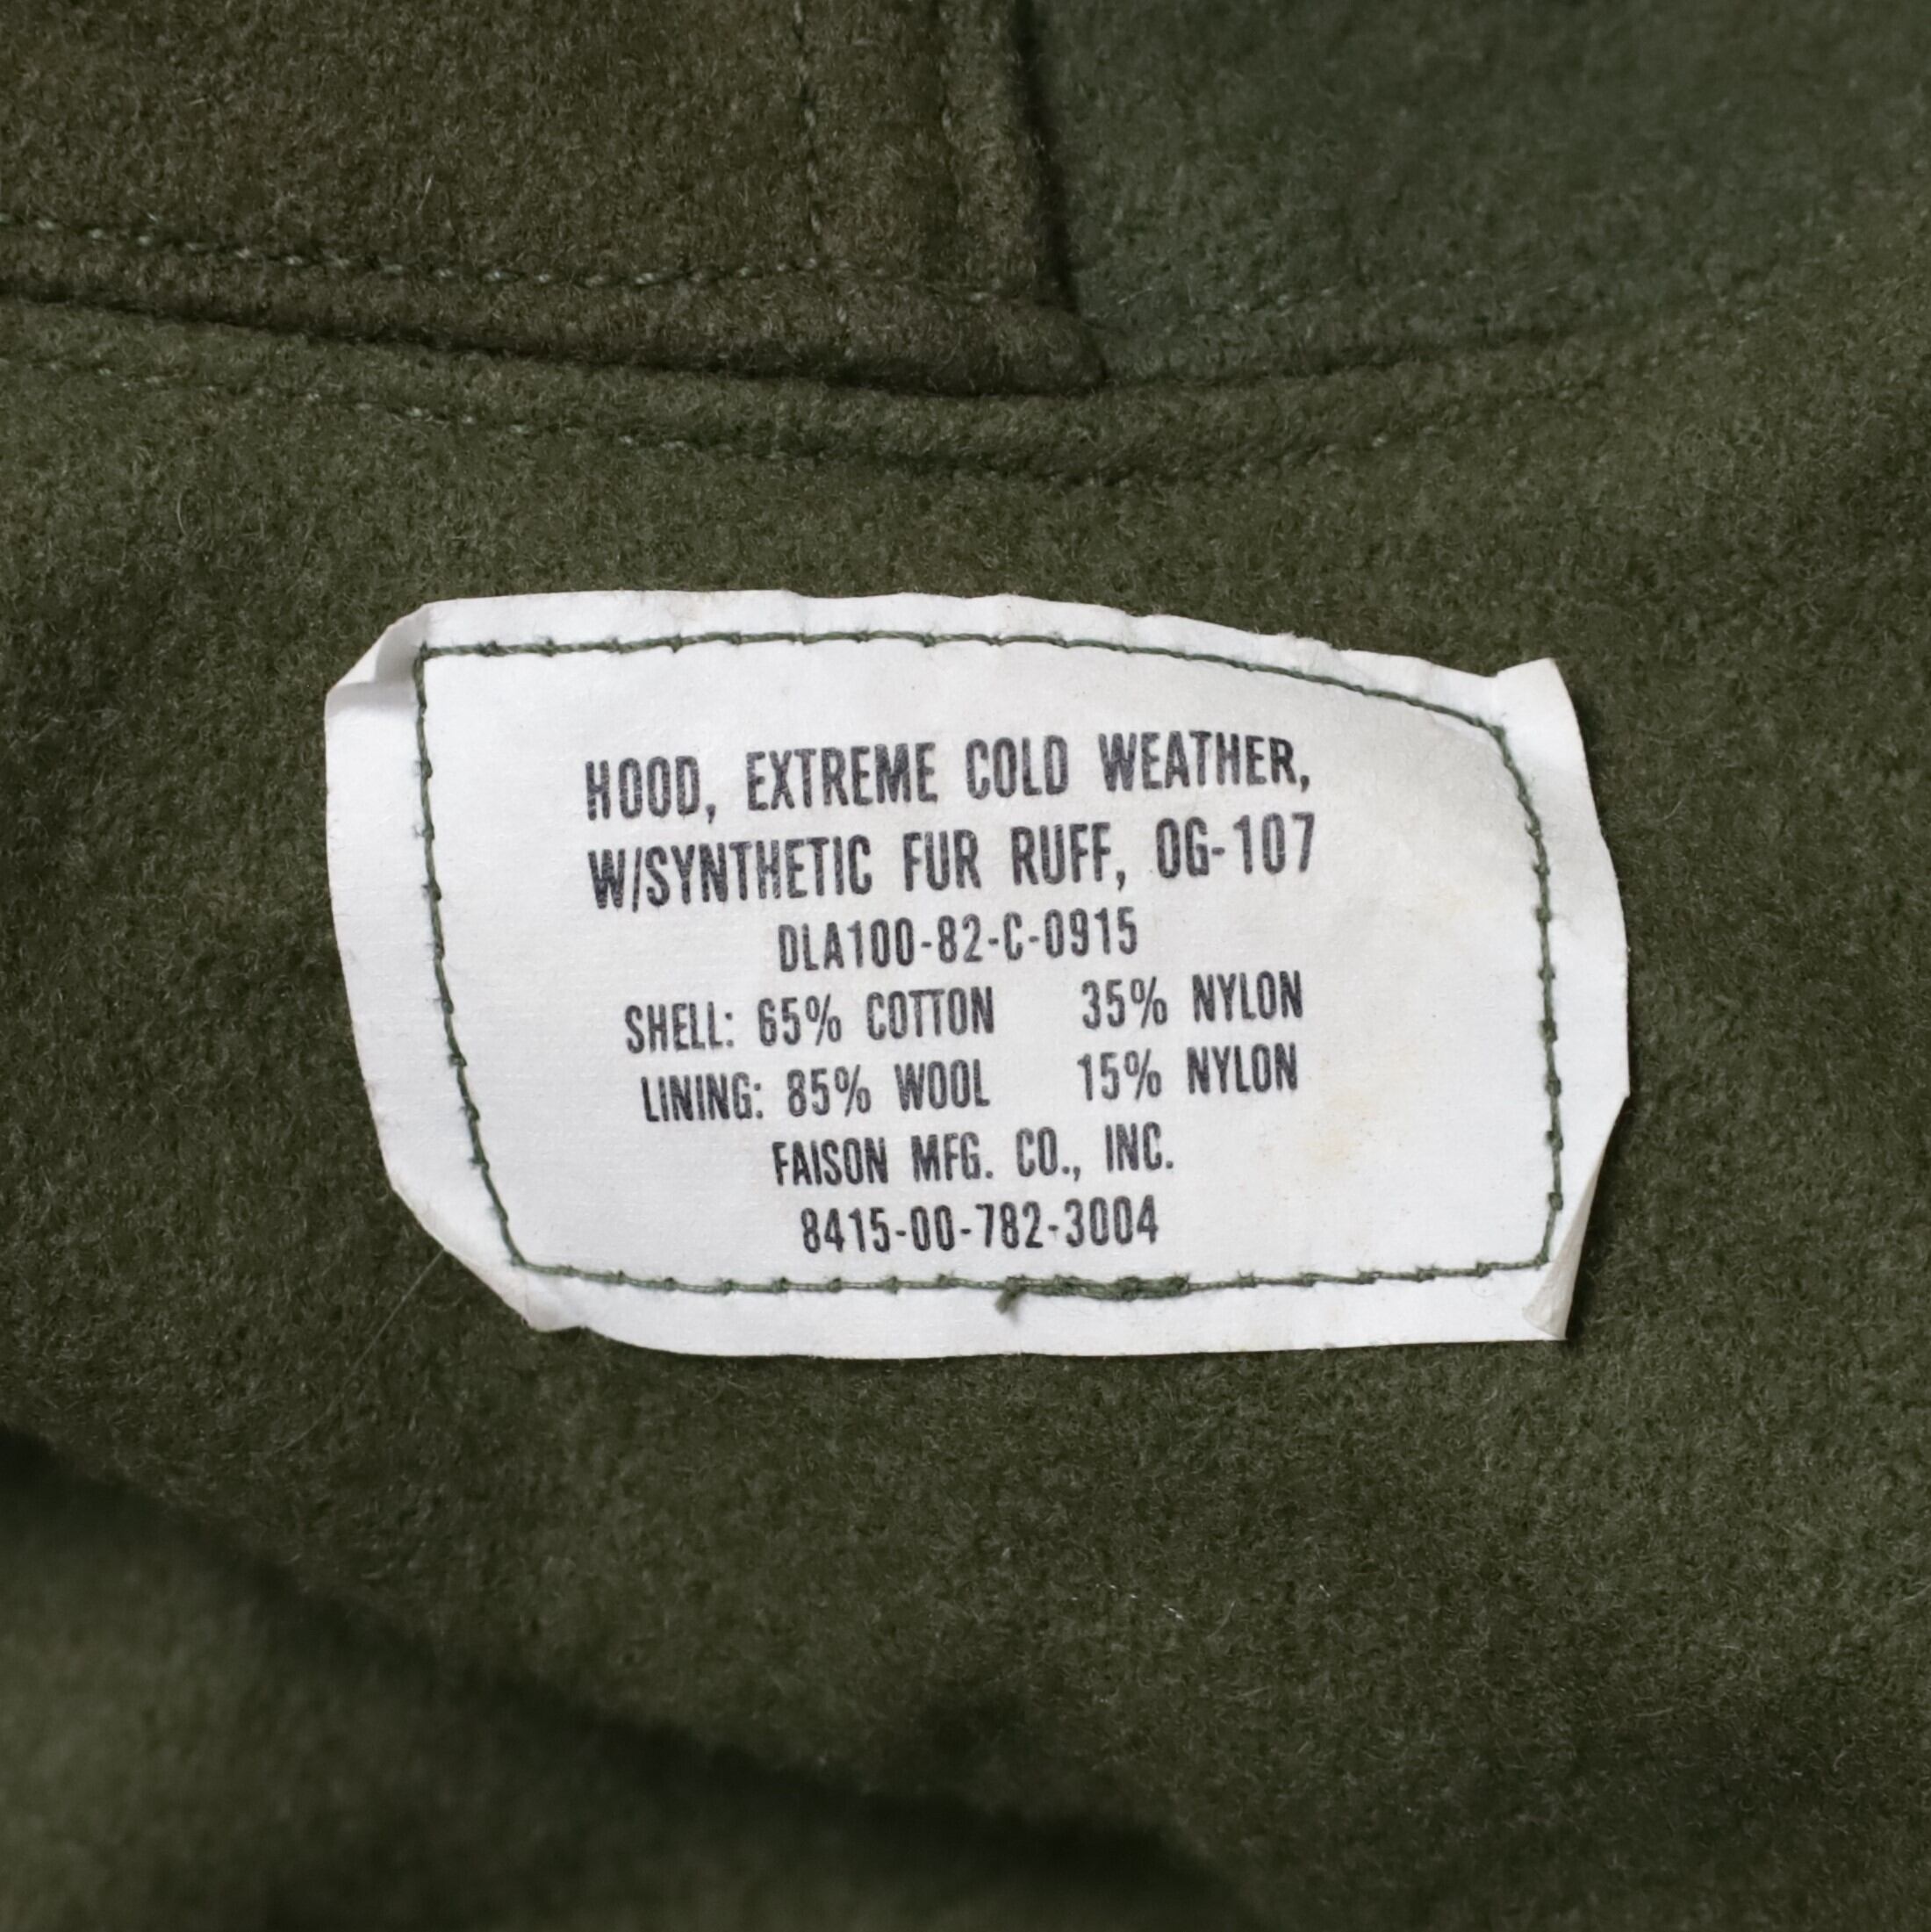 HOOD, EXTREME COLD WEATHER,
W/SYNTHETIC FUR RUFF, OG-107
DLA100-82-C-0915
SHELL: 65% COTTON 35% NYLON
LINING: 85% WOOL 15% NYLON
FAISON MFG. CO., INC.
8415-00-782-3004